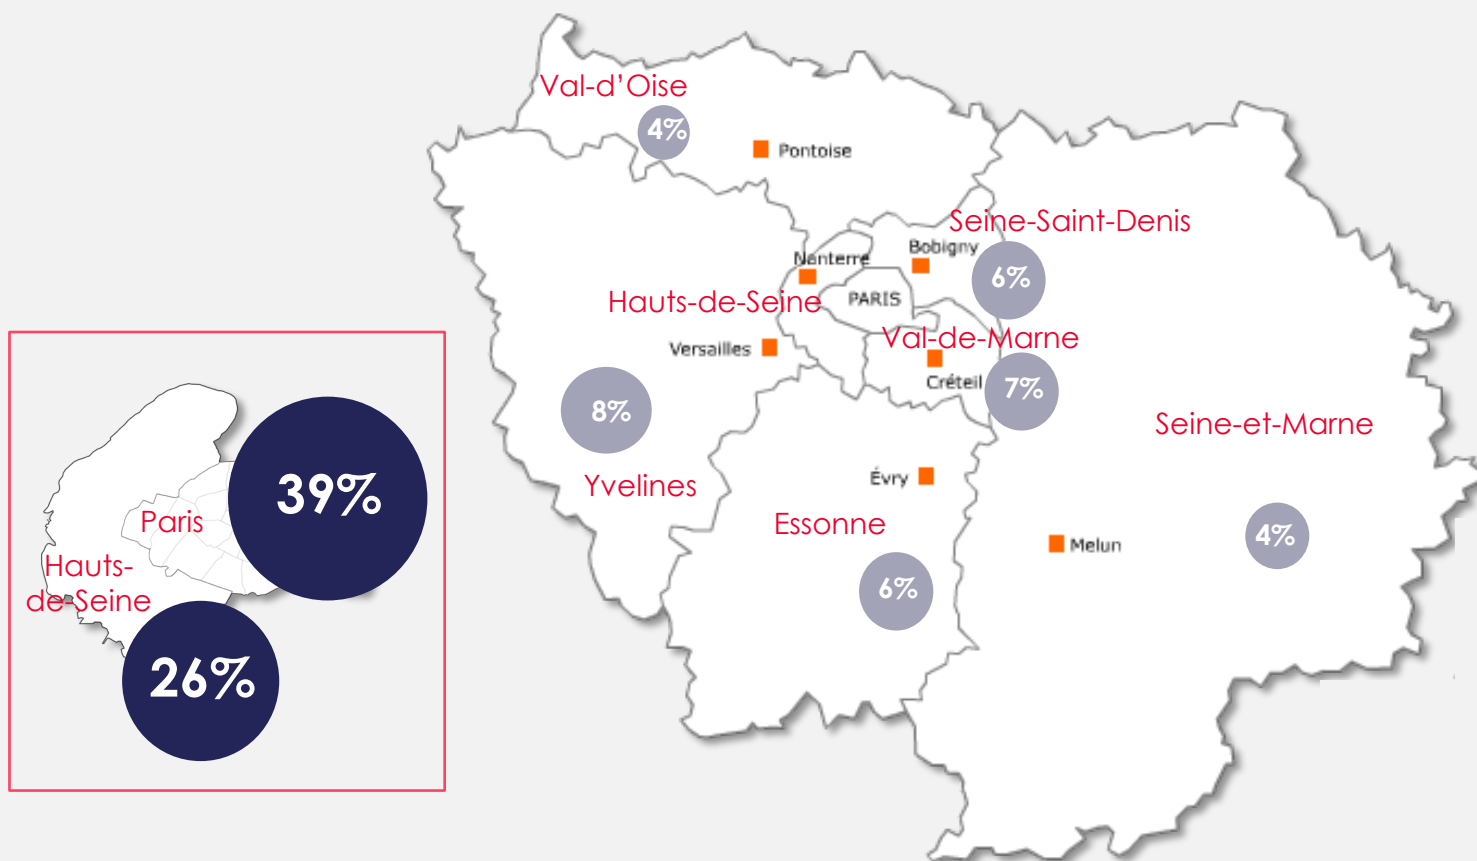 Val-d’Oise
4%
Pontoise
Seine-Saint-Denis
Bobigny
6%
Nanterre
Hauts-de-Seine
PARIS
Versailles
Val-de-Marne
Créteil
7%
8%
Yvelines
Seine-et-Marne
Évry
Essonne
6%
Melun
4%
39%
Paris
Hauts-
de-Seine
26%